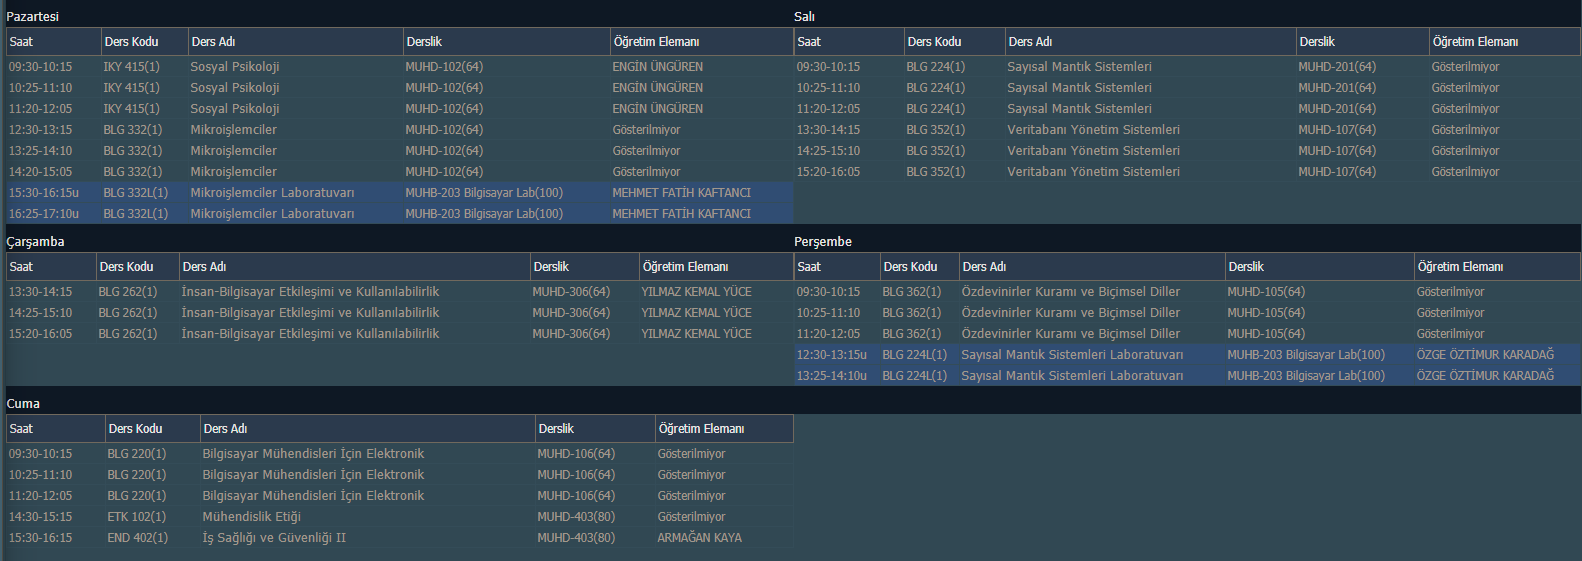 Pazartesi
Saat Ders Kodu Ders Adı Derslik Öğretim Elemanı
09:30-10:15 IKY 415(1) Sosyal Psikoloji MUHD-102(64) ENGİN ÜNGÜREN
10:25-11:10 IKY 415(1) Sosyal Psikoloji MUHD-102(64) ENGİN ÜNGÜREN
11:20-12:05 IKY 415(1) Sosyal Psikoloji MUHD-102(64) ENGİN ÜNGÜREN
12:30-13:15 BLG 332(1) Mikroişlemciler MUHD-102(64) Gösterilmiyor
13:25-14:10 BLG 332(1) Mikroişlemciler MUHD-102(64) Gösterilmiyor
14:20-15:05 BLG 332(1) Mikroişlemciler MUHD-102(64) Gösterilmiyor
15:30-16:15u BLG 332L(1) Mikroişlemciler Laboratuvarı MUHB-203 Bilgisayar Lab(100) MEHMET FATİH KAFTANCI
16:25-17:10u BLG 332L(1) Mikroişlemciler Laboratuvarı MUHB-203 Bilgisayar Lab(100) MEHMET FATİH KAFTANCI
Salı
Saat Ders Kodu Ders Adı Derslik Öğretim Elemanı
09:30-10:15 BLG 224(1) Sayısal Mantık Sistemleri MUHD-201(64) Gösterilmiyor
10:25-11:10 BLG 224(1) Sayısal Mantık Sistemleri MUHD-201(64) Gösterilmiyor
11:20-12:05 BLG 224(1) Sayısal Mantık Sistemleri MUHD-201(64) Gösterilmiyor
13:30-14:15 BLG 352(1) Veritabanı Yönetim Sistemleri MUHD-107(64) Gösterilmiyor
14:25-15:10 BLG 352(1) Veritabanı Yönetim Sistemleri MUHD-107(64) Gösterilmiyor
15:20-16:05 BLG 352(1) Veritabanı Yönetim Sistemleri MUHD-107(64) Gösterilmiyor
Çarşamba
Saat Ders Kodu Ders Adı Derslik Öğretim Elemanı
13:30-14:15 BLG 262(1) İnsan-Bilgisayar Etkileşimi ve Kullanılabilirlik MUHD-306(64) YILMAZ KEMAL YÜCE
14:25-15:10 BLG 262(1) İnsan-Bilgisayar Etkileşimi ve Kullanılabilirlik MUHD-306(64) YILMAZ KEMAL YÜCE
15:20-16:05 BLG 262(1) İnsan-Bilgisayar Etkileşimi ve Kullanılabilirlik MUHD-306(64) YILMAZ KEMAL YÜCE
Perşembe
Saat Ders Kodu Ders Adı Derslik Öğretim Elemanı
09:30-10:15 BLG 362(1) Özdevinirler Kuramı ve Biçimsel Diller MUHD-105(64) Gösterilmiyor
10:25-11:10 BLG 362(1) Özdevinirler Kuramı ve Biçimsel Diller MUHD-105(64) Gösterilmiyor
11:20-12:05 BLG 362(1) Özdevinirler Kuramı ve Biçimsel Diller MUHD-105(64) Gösterilmiyor
12:30-13:15u BLG 224L(1) Sayısal Mantık Sistemleri Laboratuvarı MUHB-203 Bilgisayar Lab(100) ÖZGE ÖZTİMUR KARADAĞ
13:25-14:10u BLG 224L(1) Sayısal Mantık Sistemleri Laboratuvarı MUHB-203 Bilgisayar Lab(100) ÖZGE ÖZTİMUR KARADAĞ
Cuma
Saat Ders Kodu Ders Adı Derslik Öğretim Elemanı
09:30-10:15 BLG 220(1) Bilgisayar Mühendisleri İçin Elektronik MUHD-106(64) Gösterilmiyor
10:25-11:10 BLG 220(1) Bilgisayar Mühendisleri İçin Elektronik MUHD-106(64) Gösterilmiyor
11:20-12:05 BLG 220(1) Bilgisayar Mühendisleri İçin Elektronik MUHD-106(64) Gösterilmiyor
14:30-15:15 ETK 102(1) Mühendislik Etiği MUHD-403(80) Gösterilmiyor
15:30-16:15 END 402(1) İş Sağlığı ve Güvenliği II MUHD-403(80) ARMAĞAN KAYA